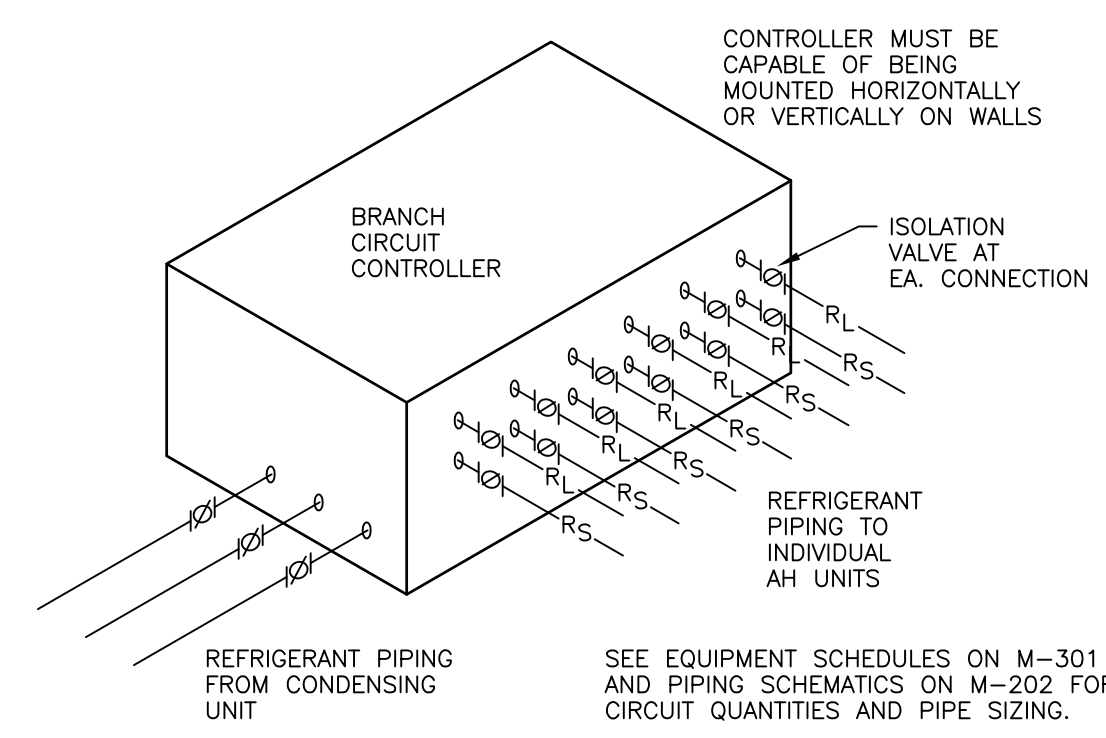 CONTROLLER MUST BE
CAPABLE OF BEING
MOUNTED HORIZONTALLY
OR VERTICALLY ON WALLS
BRANCH
CIRCUIT
CONTROLLER
ISOLATION
VALVE AT
EA. CONNECTION
RL
RS
RL
RS
RL
RS
RL
RS
RL
RS
RL
RS
REFRIGERANT
PIPING TO
INDIVIDUAL
AH UNITS
REFRIGERANT PIPING
FROM CONDENSING
UNIT
SEE EQUIPMENT SCHEDULES ON M-301
AND PIPING SCHEMATICS ON M-202 FOR
CIRCUIT QUANTITIES AND PIPE SIZING.